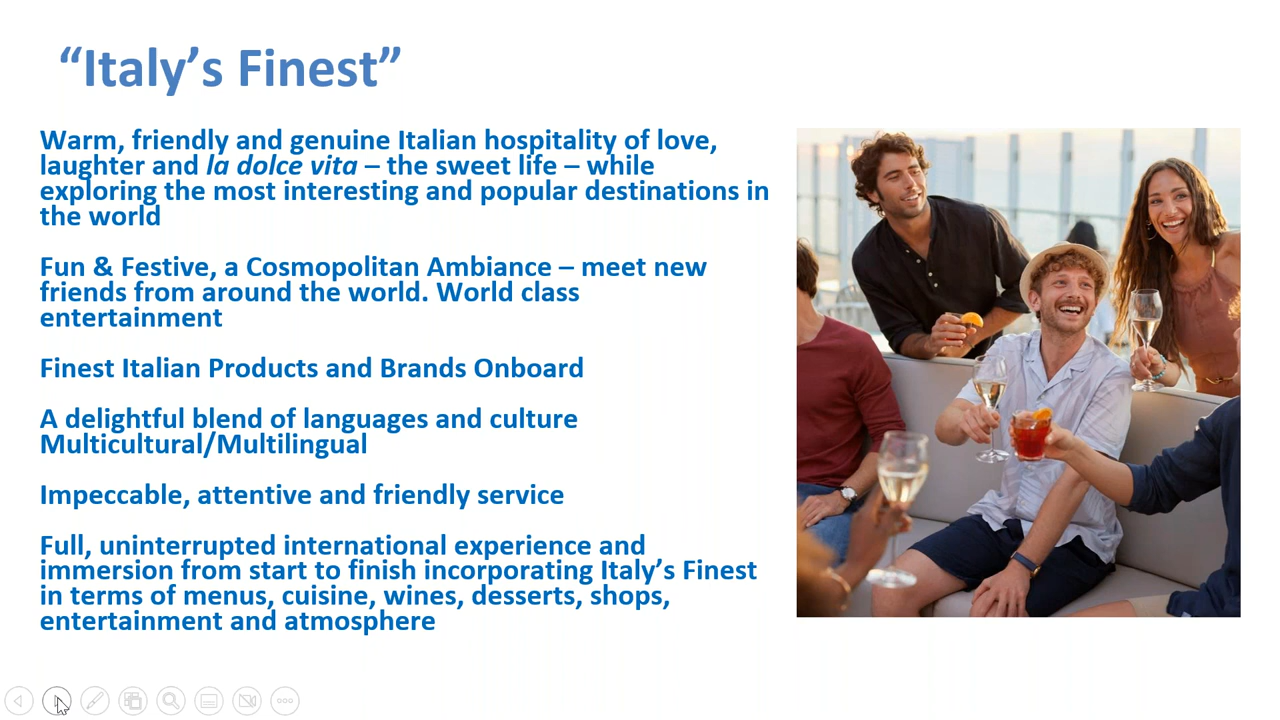 “Italy’s Finest”
Warm, friendly and genuine Italian hospitality of love,
laughter and la dolce vita – the sweet life – while
exploring the most interesting and popular destinations in
the world
Fun & Festive, a Cosmopolitan Ambiance – meet new
friends from around the world. World class
entertainment
Finest Italian Products and Brands Onboard
A delightful blend of languages and culture
Multicultural/Multilingual
Impeccable, attentive and friendly service
Full, uninterrupted international experience and
immersion from start to finish incorporating Italy’s Finest
in terms of menus, cuisine, wines, desserts, shops,
entertainment and atmosphere